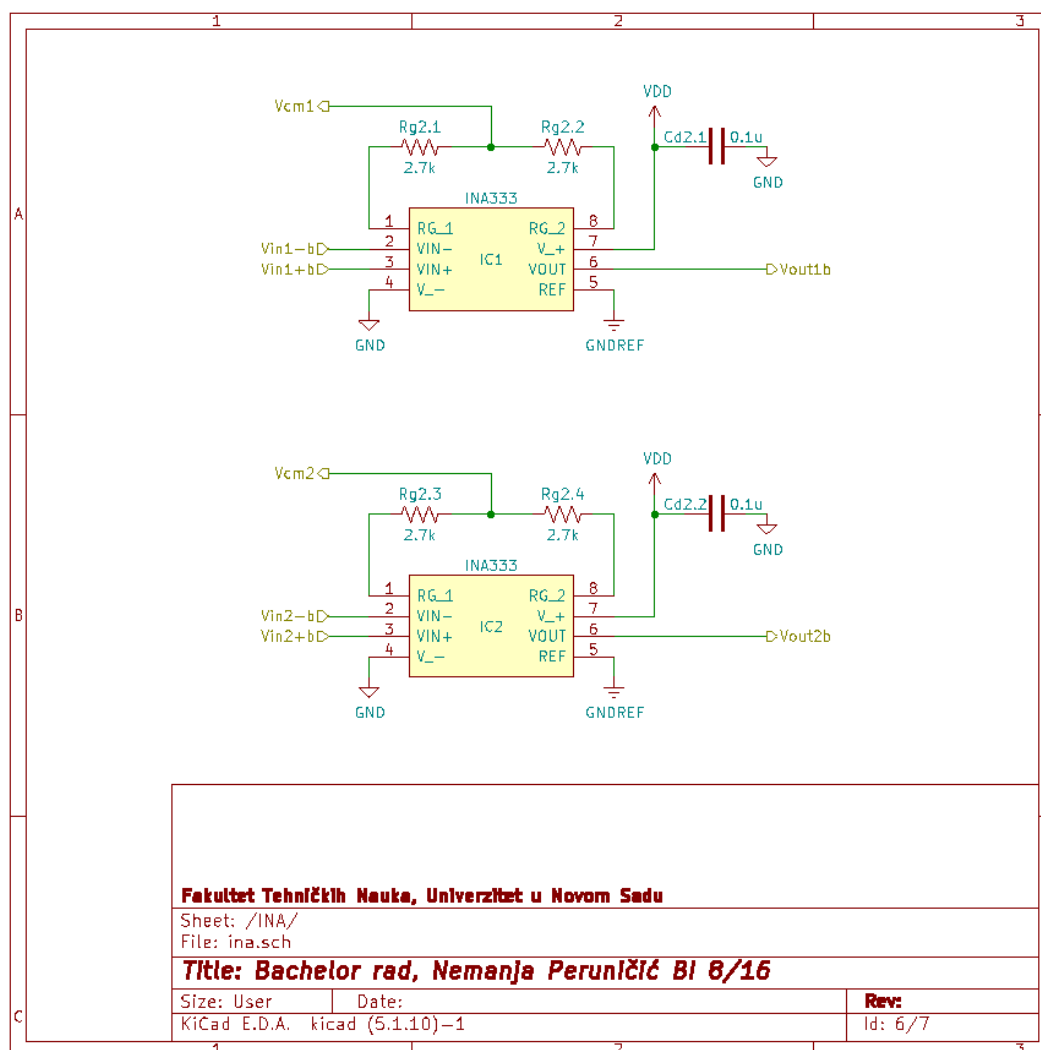 1 2 3
Vcm1
VDD
Rg2.1 Rg2.2 Cd2.1 0.1u
2.7k 2.7k
GND
INA333
A
1 RG_1 RG_2 8
Vin1-b 2 VIN- V_+ 7
IC1
Vin1+b 3 VIN+ VOUT 6 Vout1b
4 V_- REF 5
GND GNDREF
Vcm2
VDD
Rg2.3 Rg2.4 Cd2.2 0.1u
2.7k 2.7k
GND
INA333
1 RG_1 RG_2 8
B
Vin2-b 2 VIN- V_+ 7
IC2
Vin2+b 3 VIN+ VOUT 6 Vout2b
4 V_- REF 5
GND GNDREF
Fakultet Tehničkih Nauka, Univerzitet u Novom Sadu
Sheet: /INA/
File: ina.sch
Title: Bachelor rad, Nemanja Peruničić BI 8/16
Size: User Date: Rev:
C
KiCad E.D.A. kicad (5.1.10)-1 Id: 6/7
1 2 3